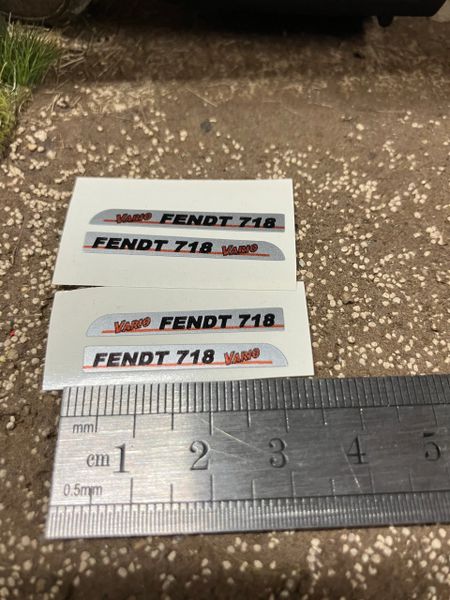 VARIO FENDT 718
FENDT 718 VARIO
VARIO FENDT 718
FENDT 718 VARIO
mm
cm 1 2 3 4 5
0.5mm